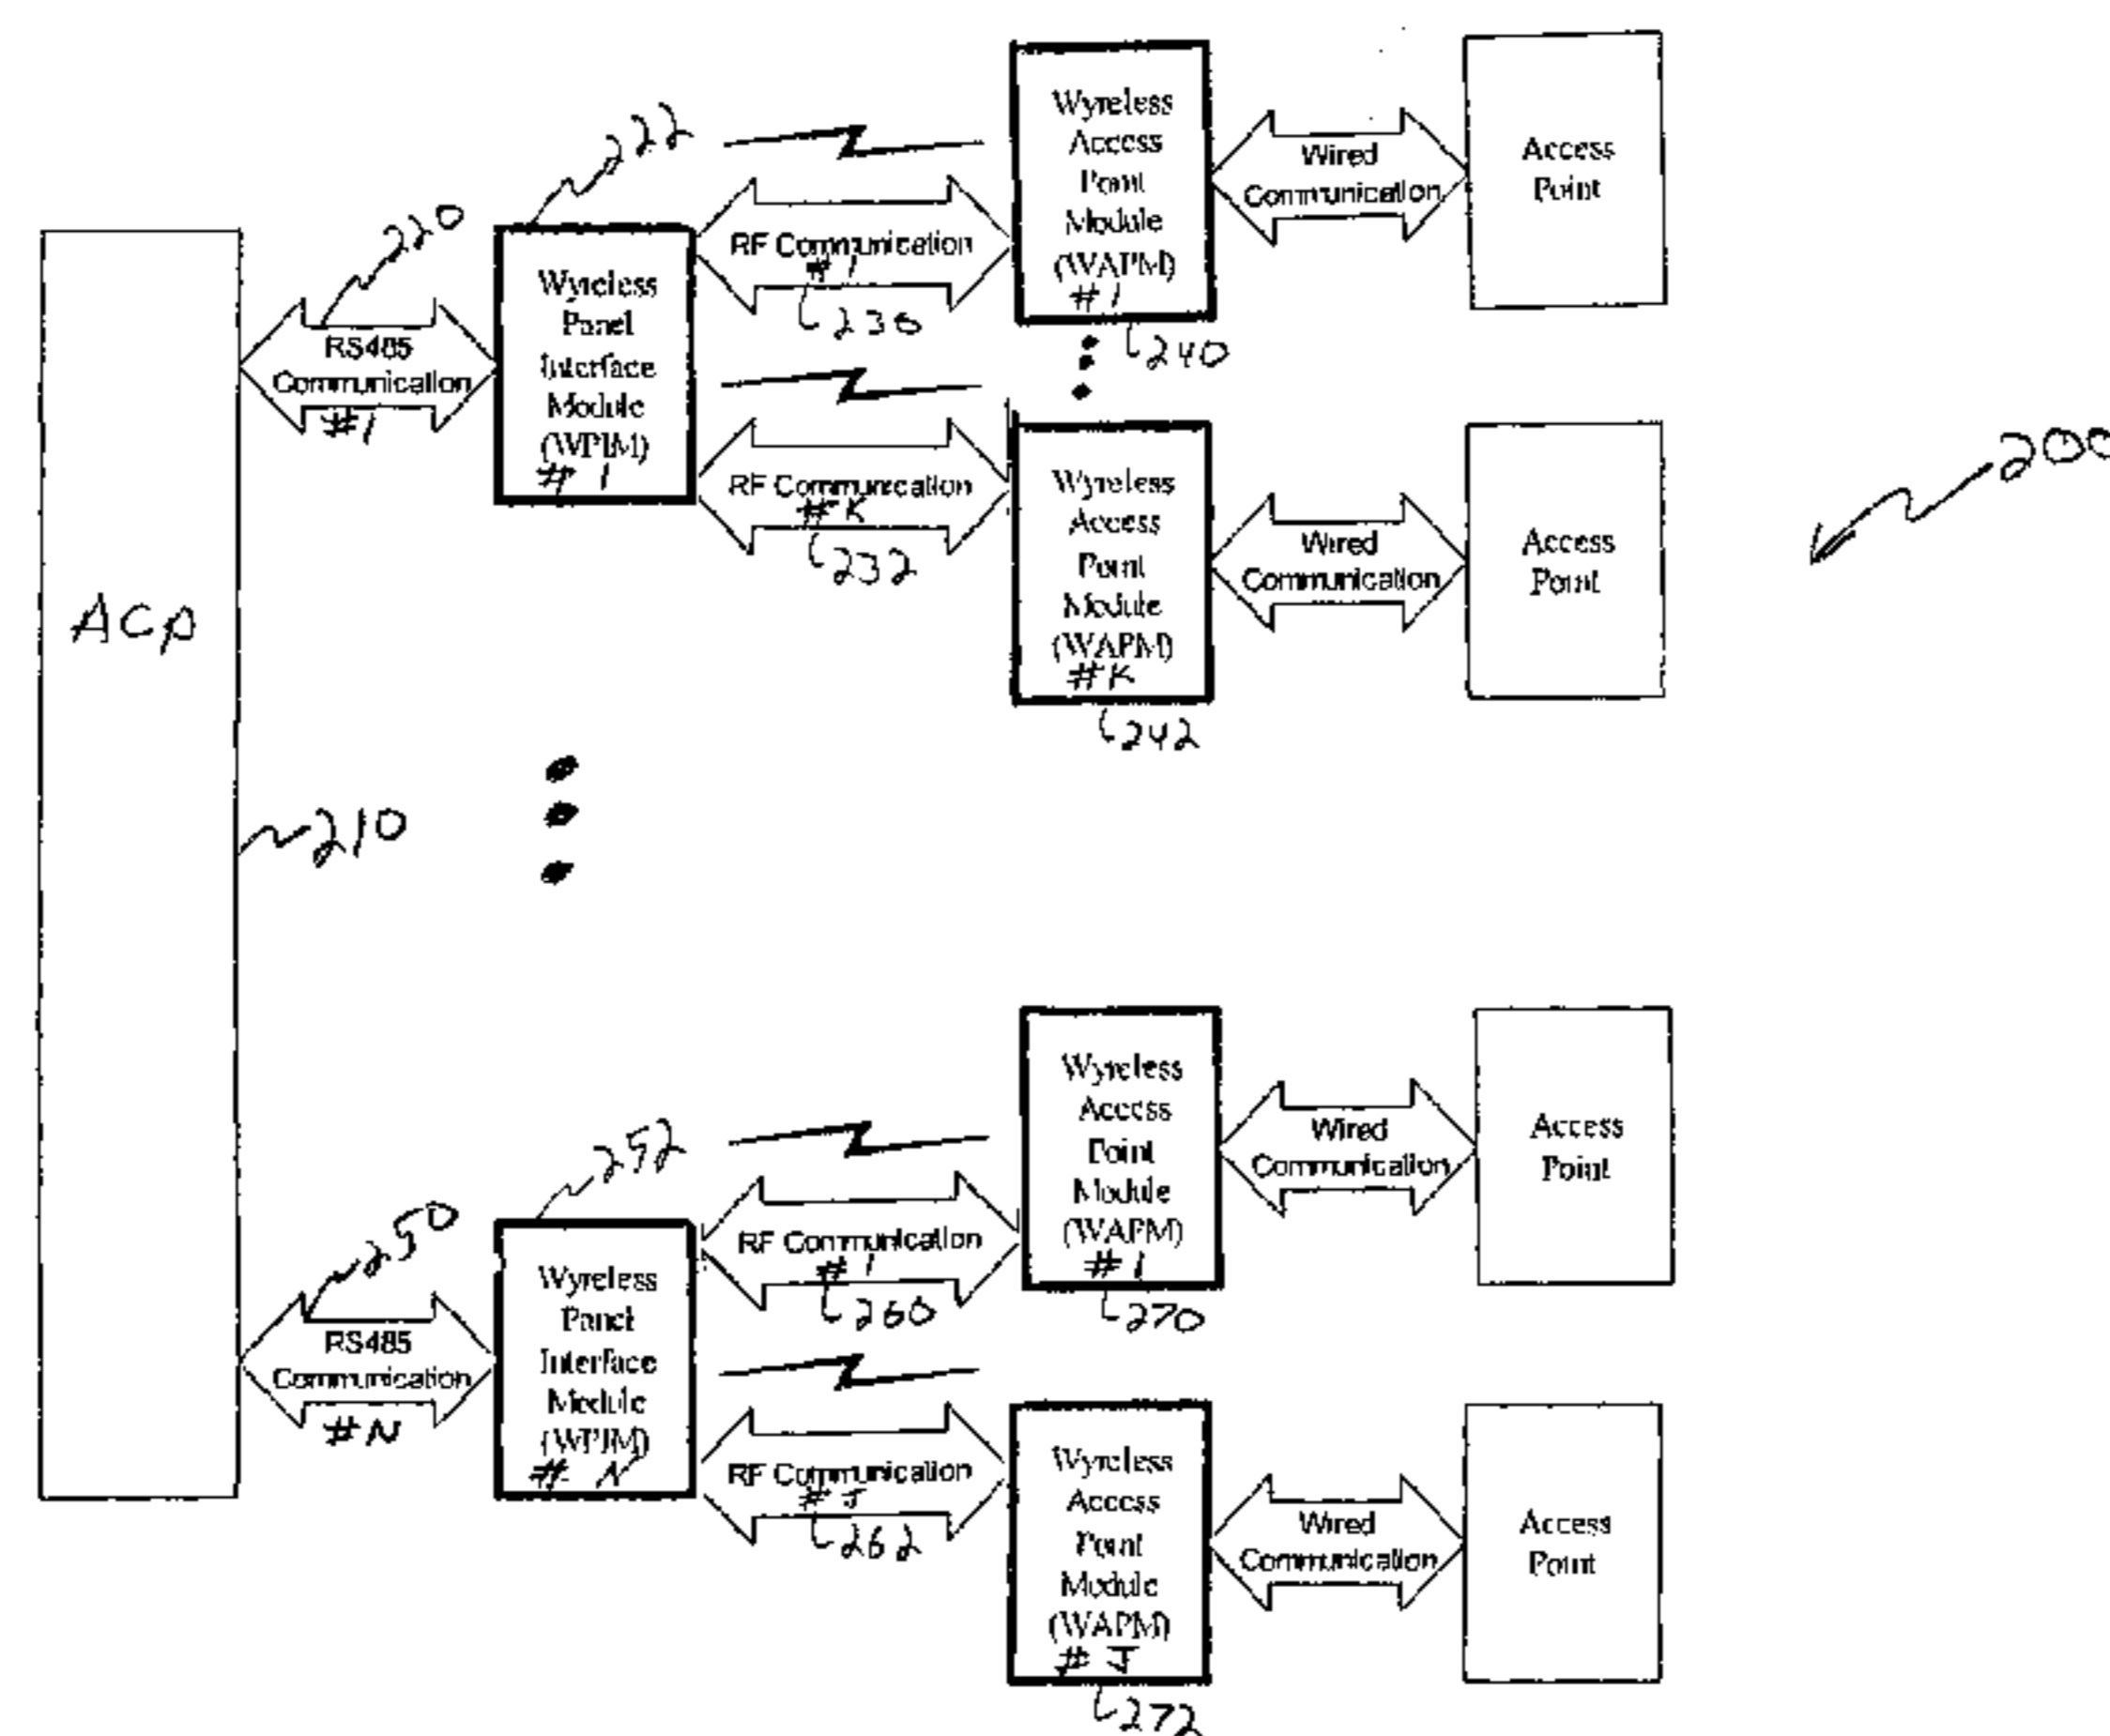 222
Wyreless
Access
Point
Module
(WAPM)
#1
240
Wired
Communication
Access
Point
220
RS485
Communication
#1
Wyreless
Panel
Interface
Module
(WPIM)
#1
RF Communication
#1
230
RF Communication
#K
232
Wyreless
Access
Point
Module
(WAPM)
#K
242
Wired
Communication
Access
Point
200
ACP
210
252
Wyreless
Access
Point
Module
(WAPM)
#1
270
Wired
Communication
Access
Point
250
RS485
Communication
#N
Wyreless
Panel
Interface
Module
(WPIM)
#N
RF Communication
#1
260
RF Communication
#J
262
Wyreless
Access
Point
Module
(WAPM)
#J
272
Wired
Communication
Access
Point